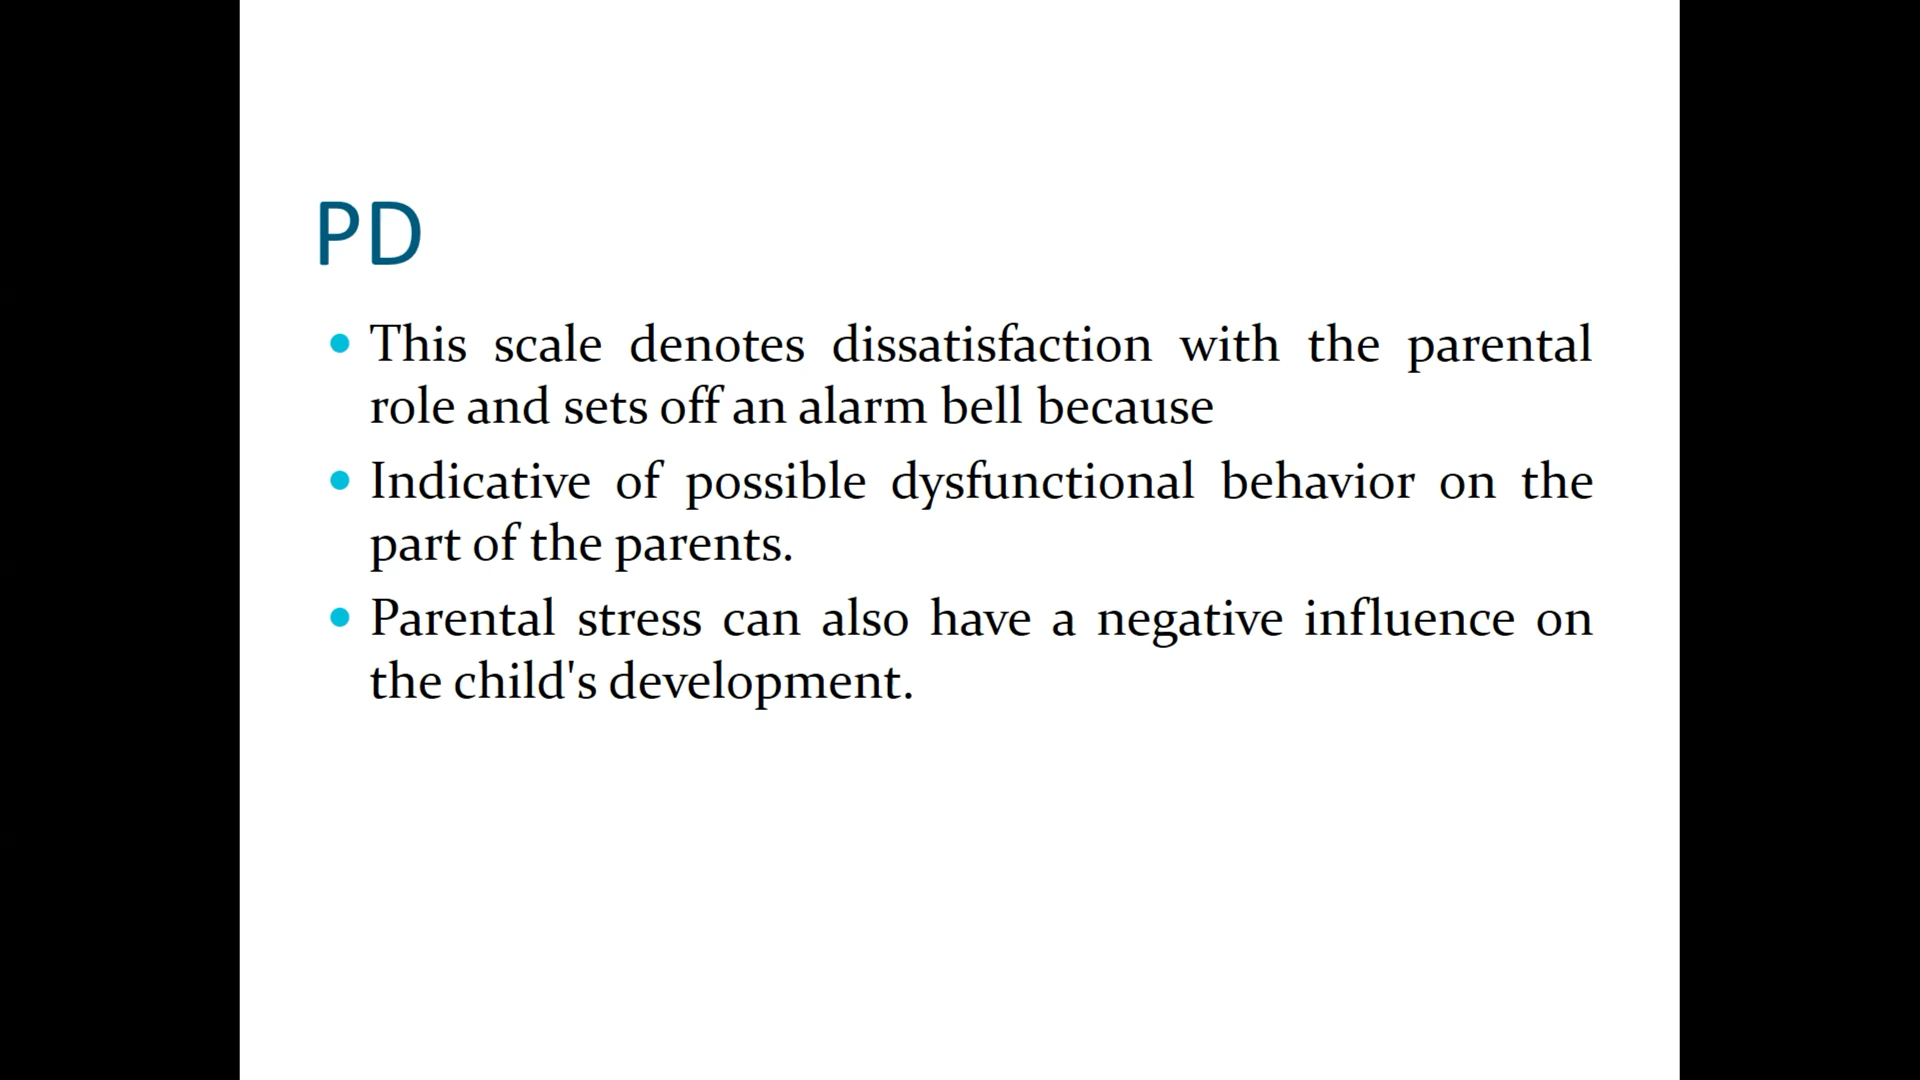 PD
This scale denotes dissatisfaction with the parental
role and sets off an alarm bell because
Indicative of possible dysfunctional behavior on the
part of the parents.
Parental stress can also have a negative influence on
the child's development.